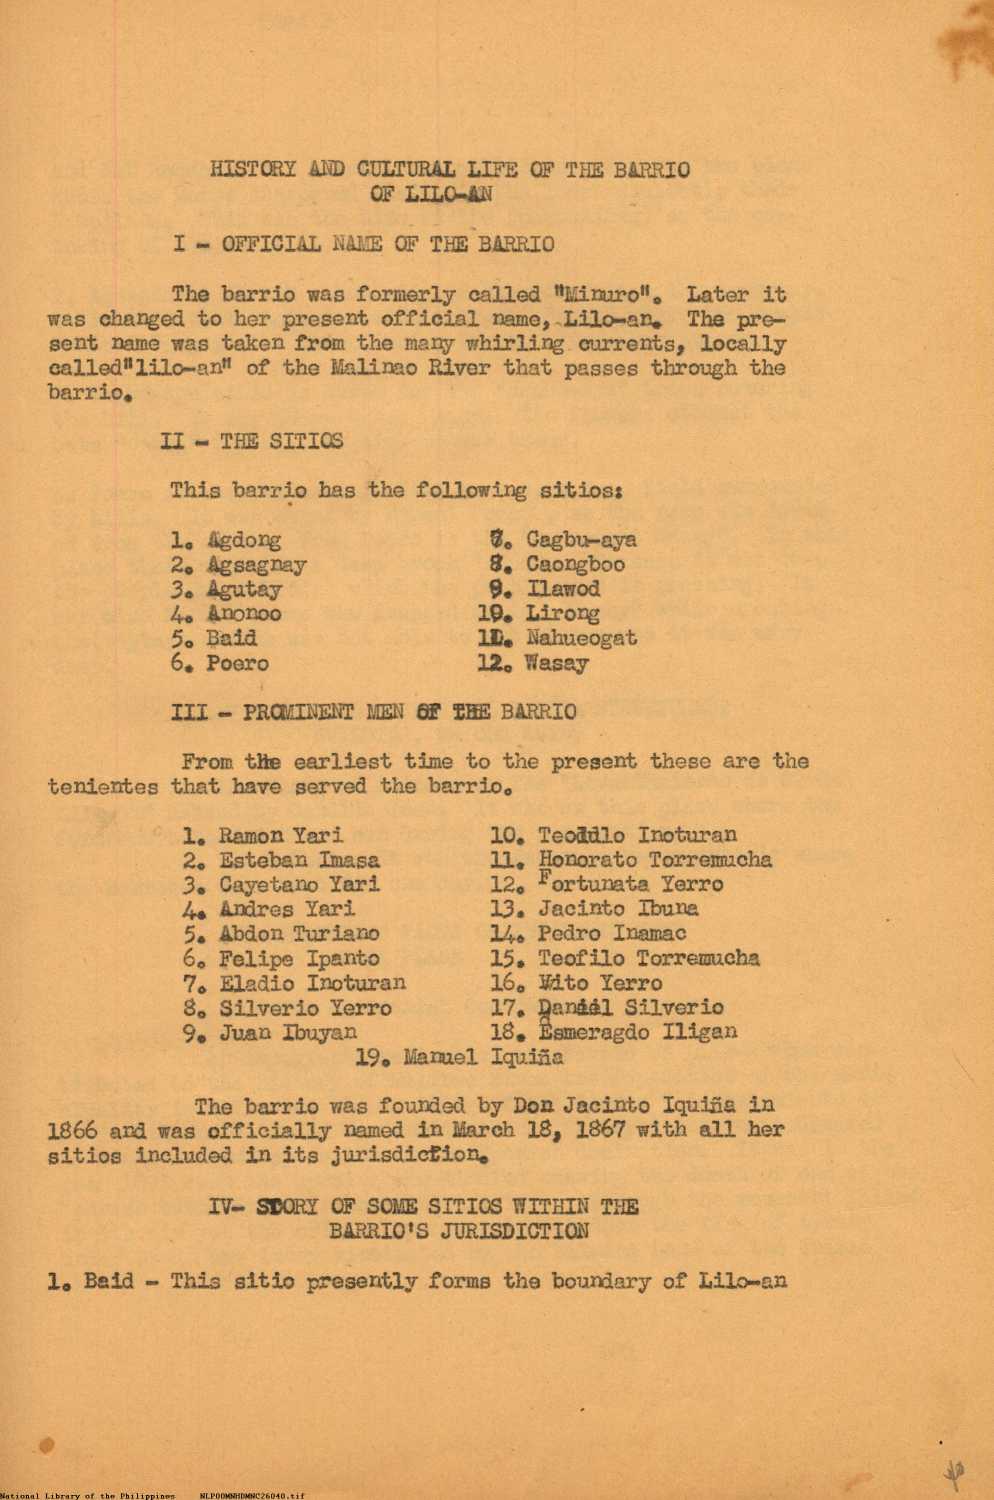 HISTORY AND CULTURAL LIFE OF THE BARRIO
OF LILO-AN
I - OFFICIAL NAME OF THE BARRIO
The barrio was formerly called "Minuro". Later it
was changed to her present official name, Lilo-an. The pre-
sent name was taken from the many whirling currents, locally
called"lilo-an" of the Malinao River that passes through the
barrio.
II - THE SITIOS
This barrio has the following sitios:
1. Agdong 7. Cagbu-aya
2. Agsagnay 8. Caongboo
3. Agutay 9. Ilawod
4. Anonoo 10. Lirong
5. Baid 11. Nahueogat
6. Poero 12. Wasay
III - PROMINENT MEN OF THE BARRIO
From the earliest time to the present these are the
tenientes that have served the barrio.
1. Ramon Yari 10. Inoturan
2. Esteban Imasa 11. Honorato Torremucha
3. Cayetano Yari 12. Fortunata Yerro
4. Andres Yari 13. Jacinto Ibuna
5. Abdon Turiano 14. Pedro Inamac
6. Felipe Ipanto 15. Teofilo Torremucha
7. Eladio Inoturan 16. Vito Yerro
8. Silverio Yerro 17. Daniel Silverio
9. Juan Ibuyan 18. Esmeragdo Iligan
19. Manuel Iquiña
The barrio was founded by Don Jacinto Iquiña in
1866 and was officially named in March 18, 1867 with all her
sitios included in its jurisdiction.
IV- STORY OF SOME SITIOS WITHIN THE
BARRIO'S JURISDICTION
1. Baid - This sitio presently forms the boundary of Lilo-an
National Library of the Philippines NLPOOMNHDMNC26040.tif